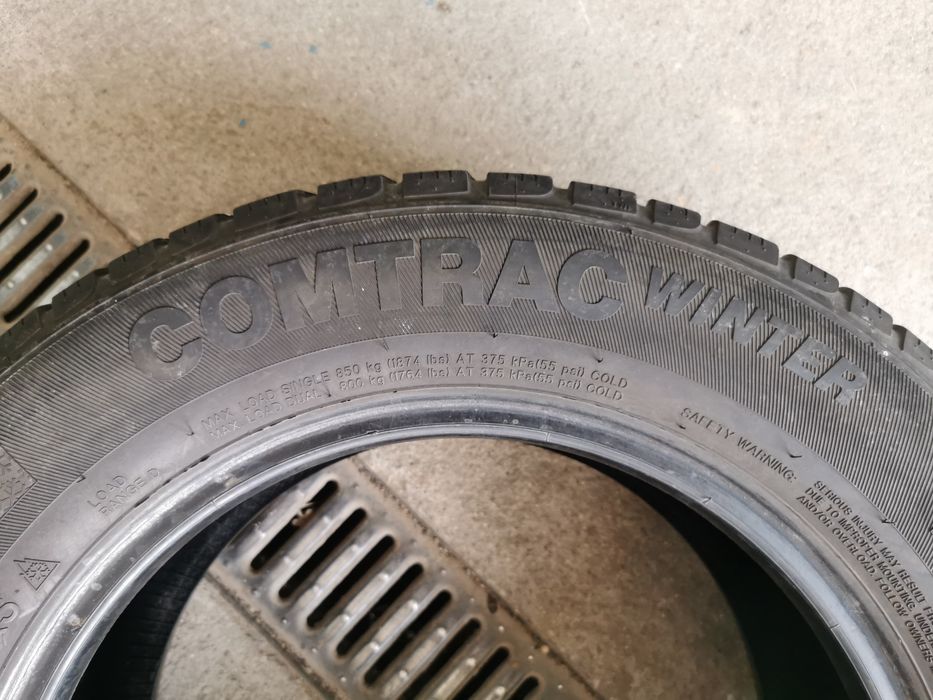 COMTRAC WINTER
MAX. LOAD SINGLE 850 kg (1874 lbs) AT 375 kPa(55 psi) COLD
MAX. LOAD DUAL 800 kg (1764 lbs) AT 375 kPa(55 psi) COLD
LOAD
RANGE D
SAFETY WARNING:
SERIOUS INJURY MAY RESULT
DUE TO IMPROPER MOUNTING,
AND/OR OVERLOAD, FOLLOW OWNERS